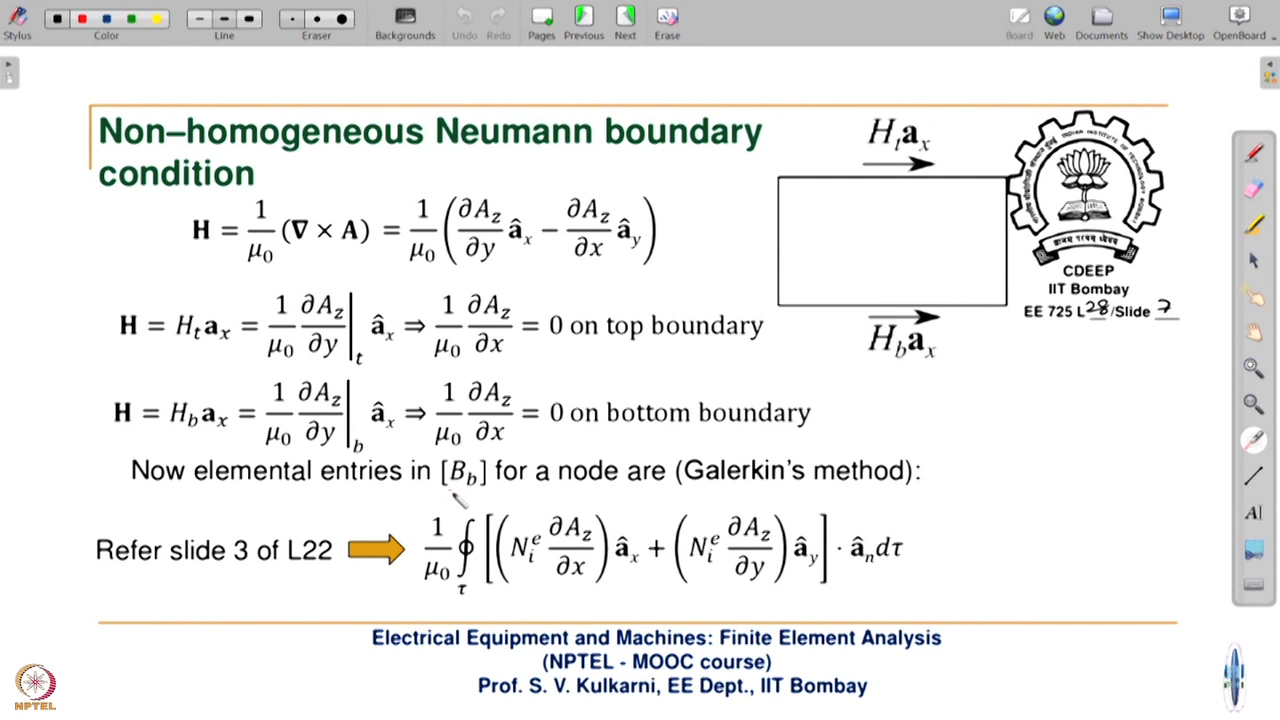 Stylus Color Line Eraser Backgrounds Undo Redo Pages Previous Next Erase Board Web Documents Show Desktop OpenBoard
Non–homogeneous Neumann boundary
condition
H = 1/μ₀ (∇ × A) = 1/μ₀ (∂A_z/∂y â_x − ∂A_z/∂x â_y)
H = H_t a_x = 1/μ₀ ∂A_z/∂y|_t â_x ⇒ 1/μ₀ ∂A_z/∂x = 0 on top boundary
H = H_b a_x = 1/μ₀ ∂A_z/∂y|_b â_x ⇒ 1/μ₀ ∂A_z/∂x = 0 on bottom boundary
Now elemental entries in [B_b] for a node are (Galerkin's method):
Refer slide 3 of L22
1/μ₀ ∮_τ [(N_i^e ∂A_z/∂x) â_x + (N_i^e ∂A_z/∂y) â_y] · â_n dτ
H_t a_x
H_b a_x
CDEEP
IIT Bombay
EE 725 L 28 /Slide 7
Electrical Equipment and Machines: Finite Element Analysis
(NPTEL - MOOC course)
Prof. S. V. Kulkarni, EE Dept., IIT Bombay
NPTEL
AI